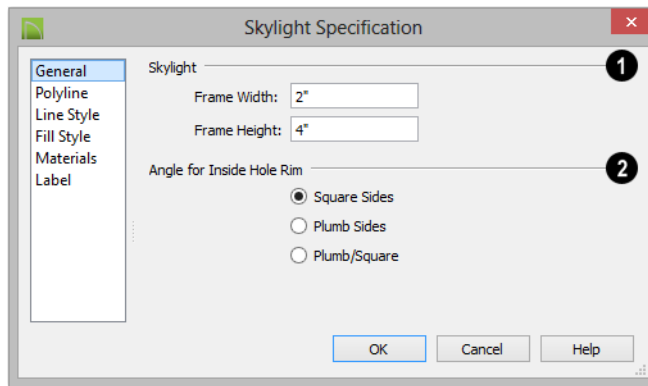 Skylight Specification
General
Polyline
Line Style
Fill Style
Materials
Label
Skylight
1
Frame Width: 2"
Frame Height: 4"
Angle for Inside Hole Rim
2
Square Sides
Plumb Sides
Plumb/Square
OK Cancel Help